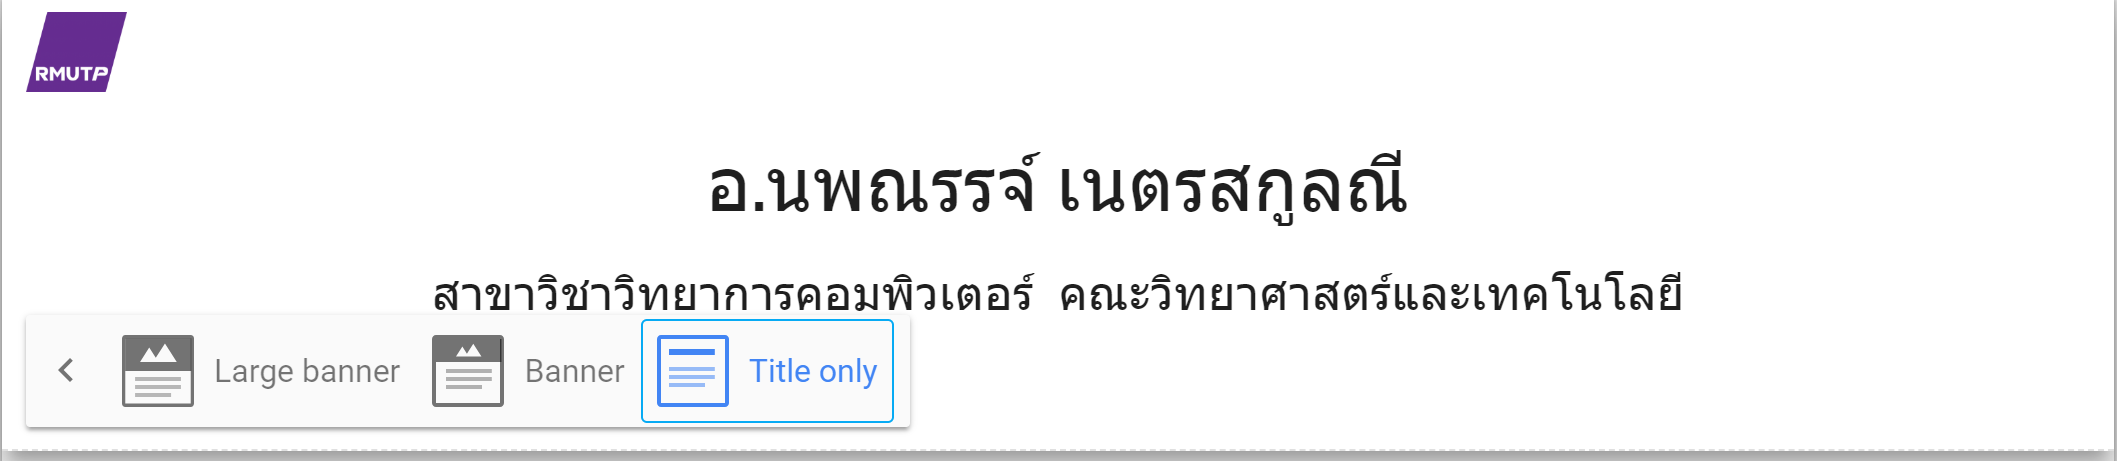 RMUTP
อ.นพณรรจ์ เนตรสกูลณี
สาขาวิชาวิทยาการคอมพิวเตอร์ คณะวิทยาศาสตร์และเทคโนโลยี
Large banner
Banner
Title only